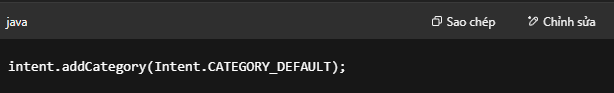 java Sao chép Chỉnh sửa
intent.addCategory(Intent.CATEGORY_DEFAULT);